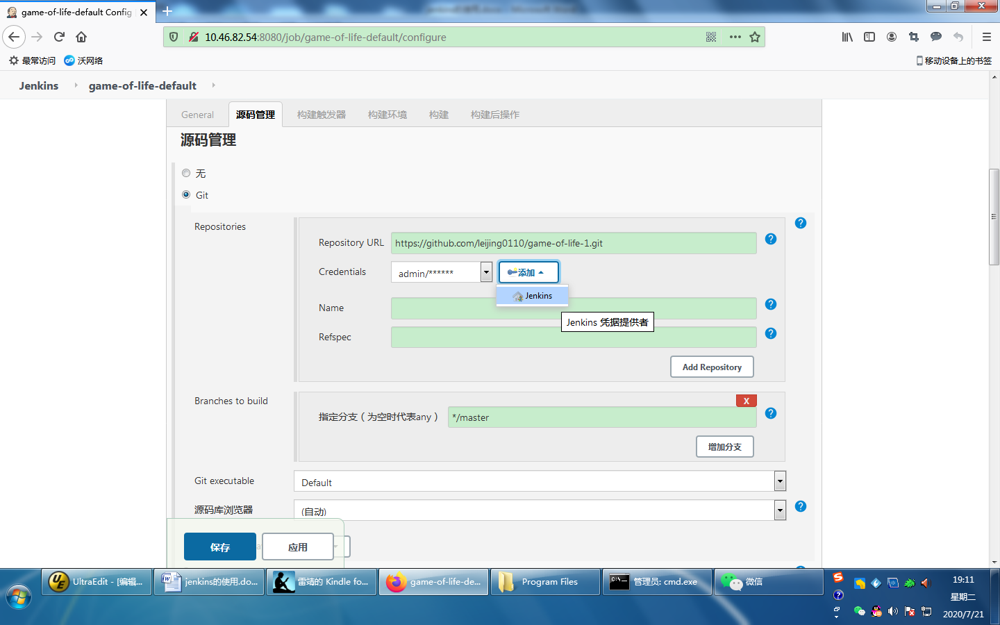 game-of-life-default Config
10.46.82.54:8080/job/game-of-life-default/configure
最常访问
沃网络
移动设备上的书签
Jenkins
game-of-life-default
General
源码管理
构建触发器
构建环境
构建
构建后操作
源码管理
无
Git
Repositories
Repository URL
https://github.com/leijing0110/game-of-life-1.git
Credentials
admin/******
添加
Jenkins
Name
Jenkins 凭据提供者
Refspec
Add Repository
Branches to build
X
指定分支（为空时代表any）
*/master
增加分支
Git executable
Default
源码库浏览器
(自动)
保存
应用
UltraEdit - [编辑...
jenkins的使用.do...
雷靖的 Kindle fo...
game-of-life-de...
Program Files
管理员: cmd.exe
微信
19:11
星期二
2020/7/21